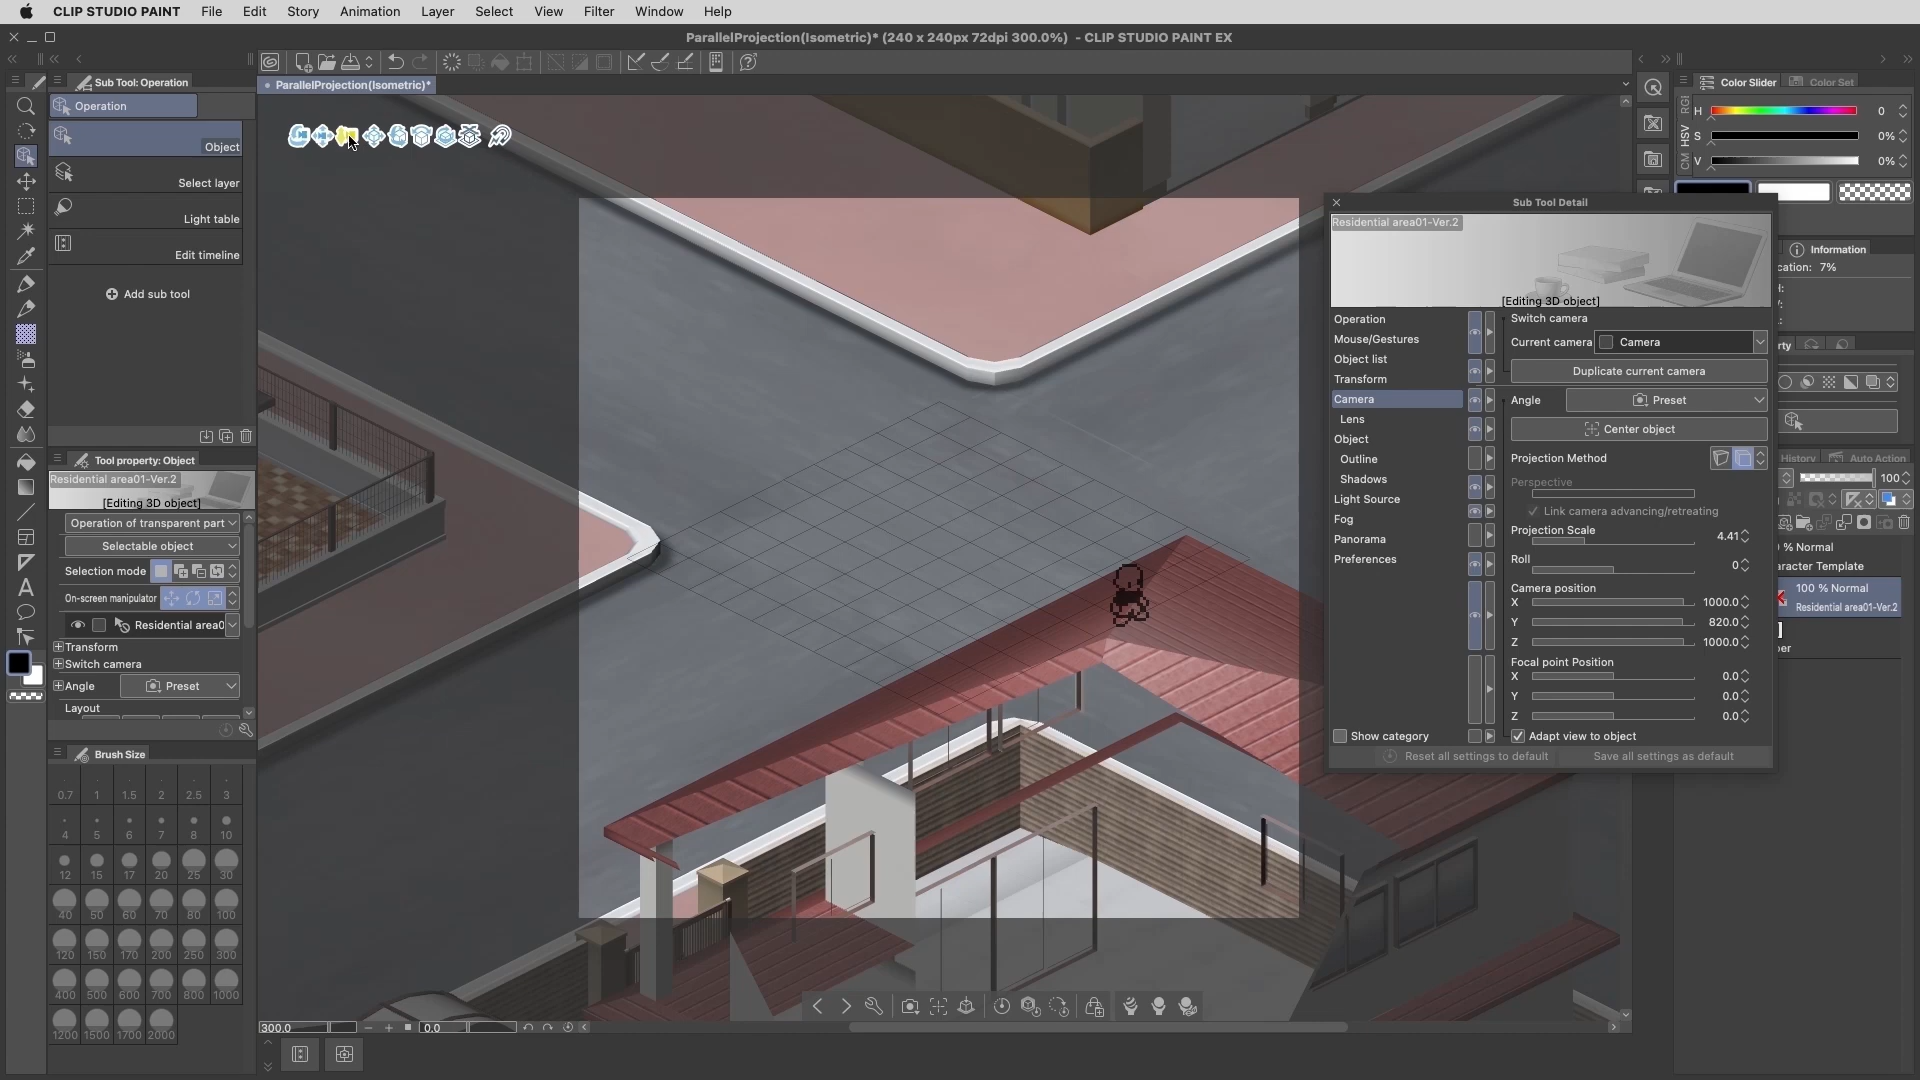 CLIP STUDIO PAINT File Edit Story Animation Layer Select View Filter Window Help
ParallelProjection(Isometric)* (240 x 240px 72dpi 300.0%) - CLIP STUDIO PAINT EX
Sub Tool: Operation
ParallelProjection(Isometric)*
Operation
Object
Select layer
Light table
Edit timeline
Add sub tool
Tool property: Object
Residential area01-Ver.2
[Editing 3D object]
Operation of transparent part
Selectable object
Selection mode
On-screen manipulator
Residential area0
Transform
Switch camera
Angle Preset
Layout
Brush Size
0.7 1 1.5 2 2.5 3
4 5 6 7 8 10
12 15 17 20 25 30
40 50 60 70 80 100
120 150 170 200 250 300
400 500 600 700 800 1000
1200 1500 1700 2000
300.0 0.0
Sub Tool Detail
Residential area01-Ver.2
[Editing 3D object]
Operation
Mouse/Gestures
Object list
Transform
Camera
Lens
Object
Outline
Shadows
Light Source
Fog
Panorama
Preferences
Show category
Switch camera
Current camera Camera
Duplicate current camera
Angle Preset
Center object
Projection Method
Perspective
Link camera advancing/retreating
Projection Scale 4.41
Roll 0
Camera position
X 1000.0
Y 820.0
Z 1000.0
Focal point Position
X 0.0
Y 0.0
Z 0.0
Adapt view to object
Reset all settings to default Save all settings as default
Color Slider Color Set
H 0
S 0%
V 0%
HSV
CM
Information
cation: 7%
erty
History Auto Action
100
% Normal
aracter Template
100 % Normal
Residential area01-Ver.2
per